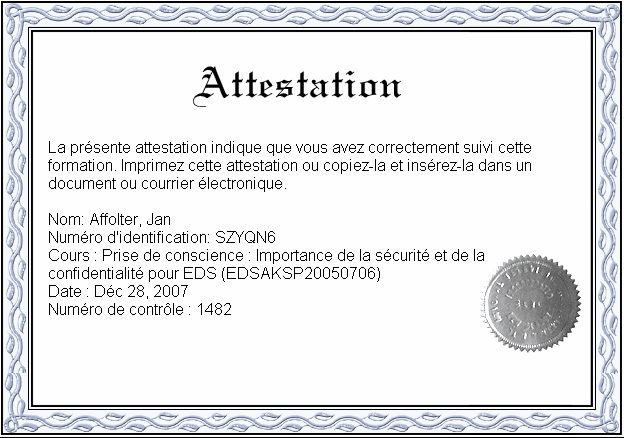 Attestation
La présente attestation indique que vous avez correctement suivi cette
formation. Imprimez cette attestation ou copiez-la et insérez-la dans un
document ou courrier électronique.
Nom: Affolter, Jan
Numéro d'identification: SZYQN6
Cours : Prise de conscience : Importance de la sécurité et de la
confidentialité pour EDS (EDSAKSP20050706)
Date : Déc 28, 2007
Numéro de contrôle : 1482